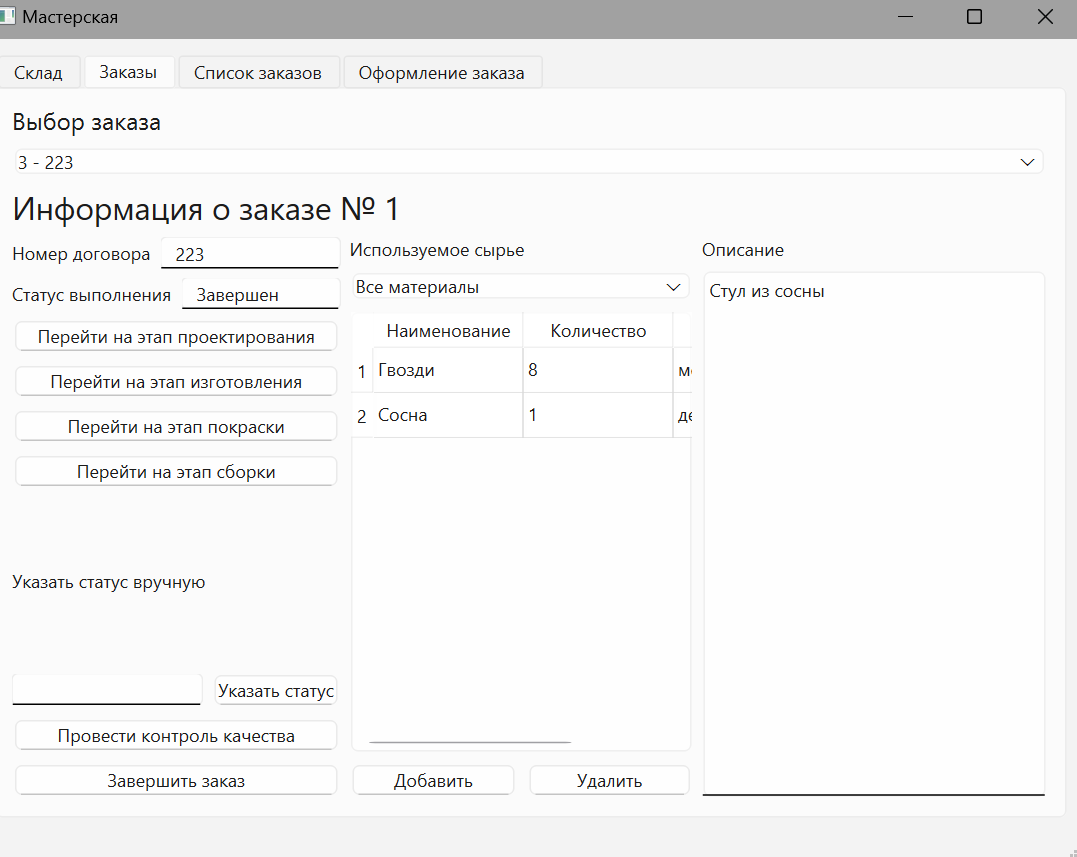 Мастерская
Склад
Заказы
Список заказов
Оформление заказа
Выбор заказа
3 - 223
Информация о заказе № 1
Номер договора 223
Статус выполнения Завершен
Перейти на этап проектирования
Перейти на этап изготовления
Перейти на этап покраски
Перейти на этап сборки
Указать статус вручную
Указать статус
Провести контроль качества
Завершить заказ
Используемое сырье
Все материалы
Наименование Количество
1 Гвозди 8
2 Сосна 1
Добавить
Удалить
Описание
Стул из сосны